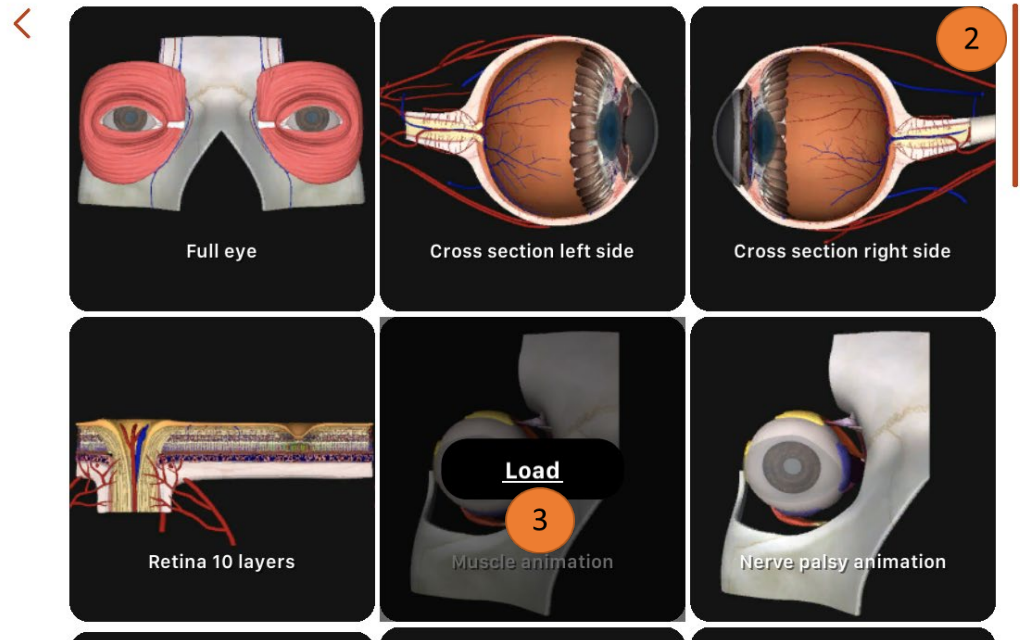 2
Full eye
Cross section left side
Cross section right side
Load
3
Retina 10 layers
Muscle animation
Nerve palsy animation